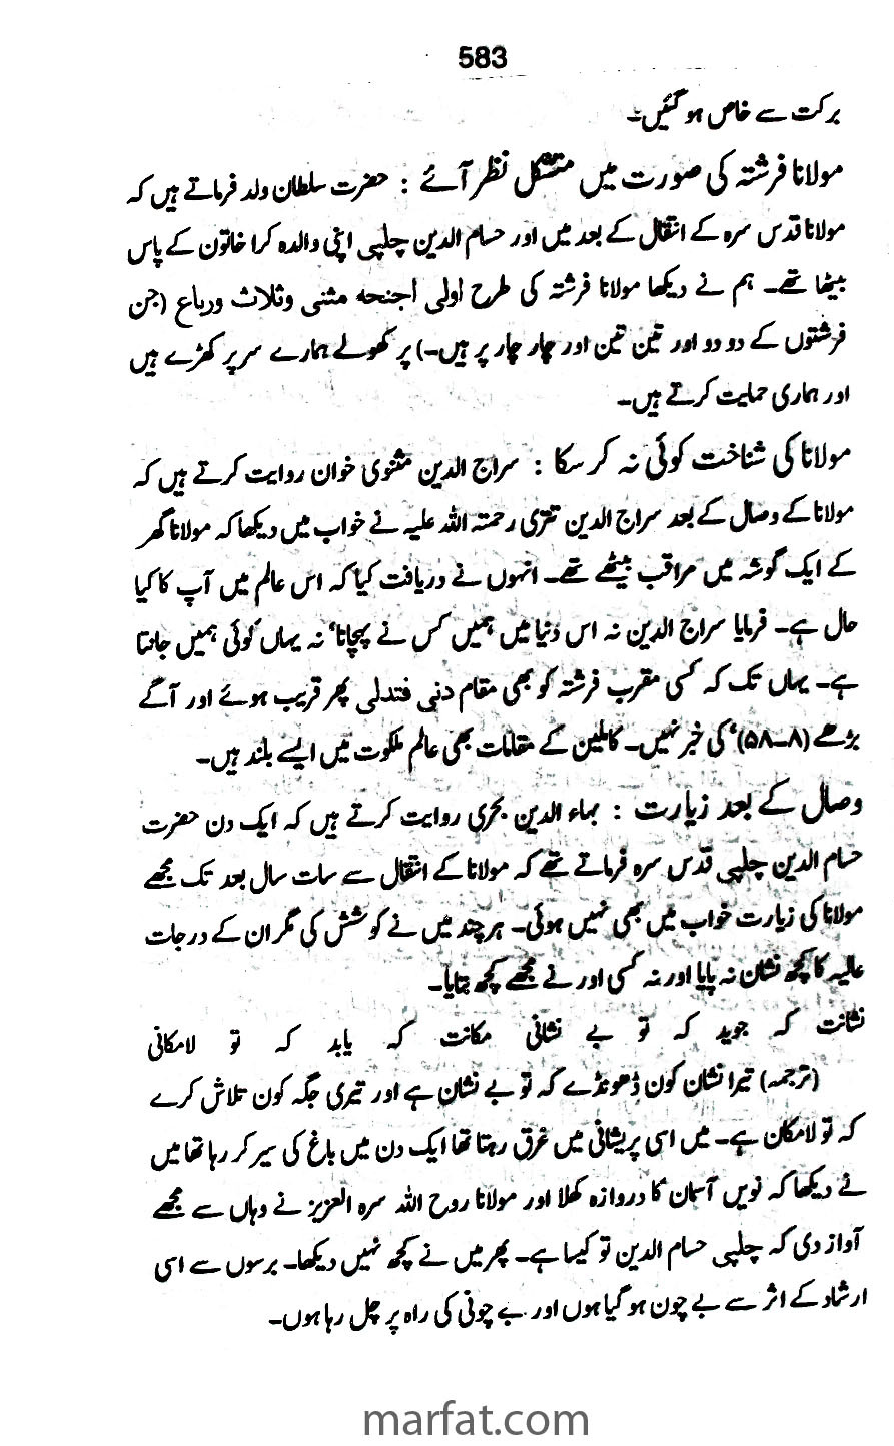 583
برکت سے خاص ہو گئیں۔
مولانا فرشتہ کی صورت میں متشکل نظر آئے : حضرت سلطان ولد فرماتے ہیں کہ
مولانا قدس سرہ کے انتقال کے بعد میں اور حسام الدین چلپی اپنی والدہ کرا خاتون کے پاس
بیٹھا تھے۔ ہم نے دیکھا مولانا فرشتہ کی طرح اولی اجنحہ مثنی وثلاث ورباع (جن
فرشتوں کے دو دو اور تین تین اور چار چار پر ہیں۔) پر کھولے ہمارے سر پر کھڑے ہیں
اور ہماری حمایت کرتے ہیں۔
مولانا کی شناخت کوئی نہ کر سکا : سراج الدین مثنوی خوان روایت کرتے ہیں کہ
مولانا کے وصال کے بعد سراج الدین تتری رحمتہ اللہ علیہ نے خواب میں دیکھا کہ مولانا گھر
کے ایک گوشہ میں مراقب بیٹھے تھے۔ انہوں نے دریافت کیا کہ اس عالم میں آپ کا کیا
حال ہے۔ فرمایا سراج الدین نہ اس دنیا میں ہمیں کس نے پہچانا، نہ یہاں کوئی ہمیں جانتا
ہے۔ یہاں تک کہ کسی مقرب فرشتہ کو بھی مقام دنی فتدلی پھر قریب ہوئے اور آگے
بڑھے (۸۔۵۸)، کی خبر نہیں۔ کاملین کے مقامات بھی عالم ملکوت میں ایسے بلند ہیں۔
وصال کے بعد زیارت : بہاء الدین بحری روایت کرتے ہیں کہ ایک دن حضرت
حسام الدین چلپی قدس سرہ فرماتے تھے کہ مولانا کے انتقال سے سات سال بعد تک مجھے
مولانا کی زیارت خواب میں بھی نہیں ہوئی۔ ہر چند میں نے کوشش کی مگر ان کے درجات
عالیہ کا کچھ نشان نہ پایا اور نہ کسی اور نے مجھے کچھ بتایا۔
نشانت کہ جوید کہ تو بے نشانی مکانت کہ یابد کہ تو لامکانی
(ترجمہ) تیرا نشان کون ڈھونڈے کہ تو بے نشان ہے اور تیری جگہ کون تلاش کرے
کہ تو لامکان ہے۔ میں اسی پریشانی میں غرق رہتا تھا ایک دن میں باغ کی سیر کر رہا تھا میں
نے دیکھا کہ نویں آسمان کا دروازہ کھلا اور مولانا روح اللہ سرہ العزیز نے وہاں سے مجھے
آواز دی کہ چلپی حسام الدین تو کیسا ہے۔ پھر میں نے کچھ نہیں دیکھا۔ برسوں سے اسی
ارشاد کے اثر سے بے چون ہو گیا ہوں اور بے چونی کی راہ پر چل رہا ہوں۔
marfat.com